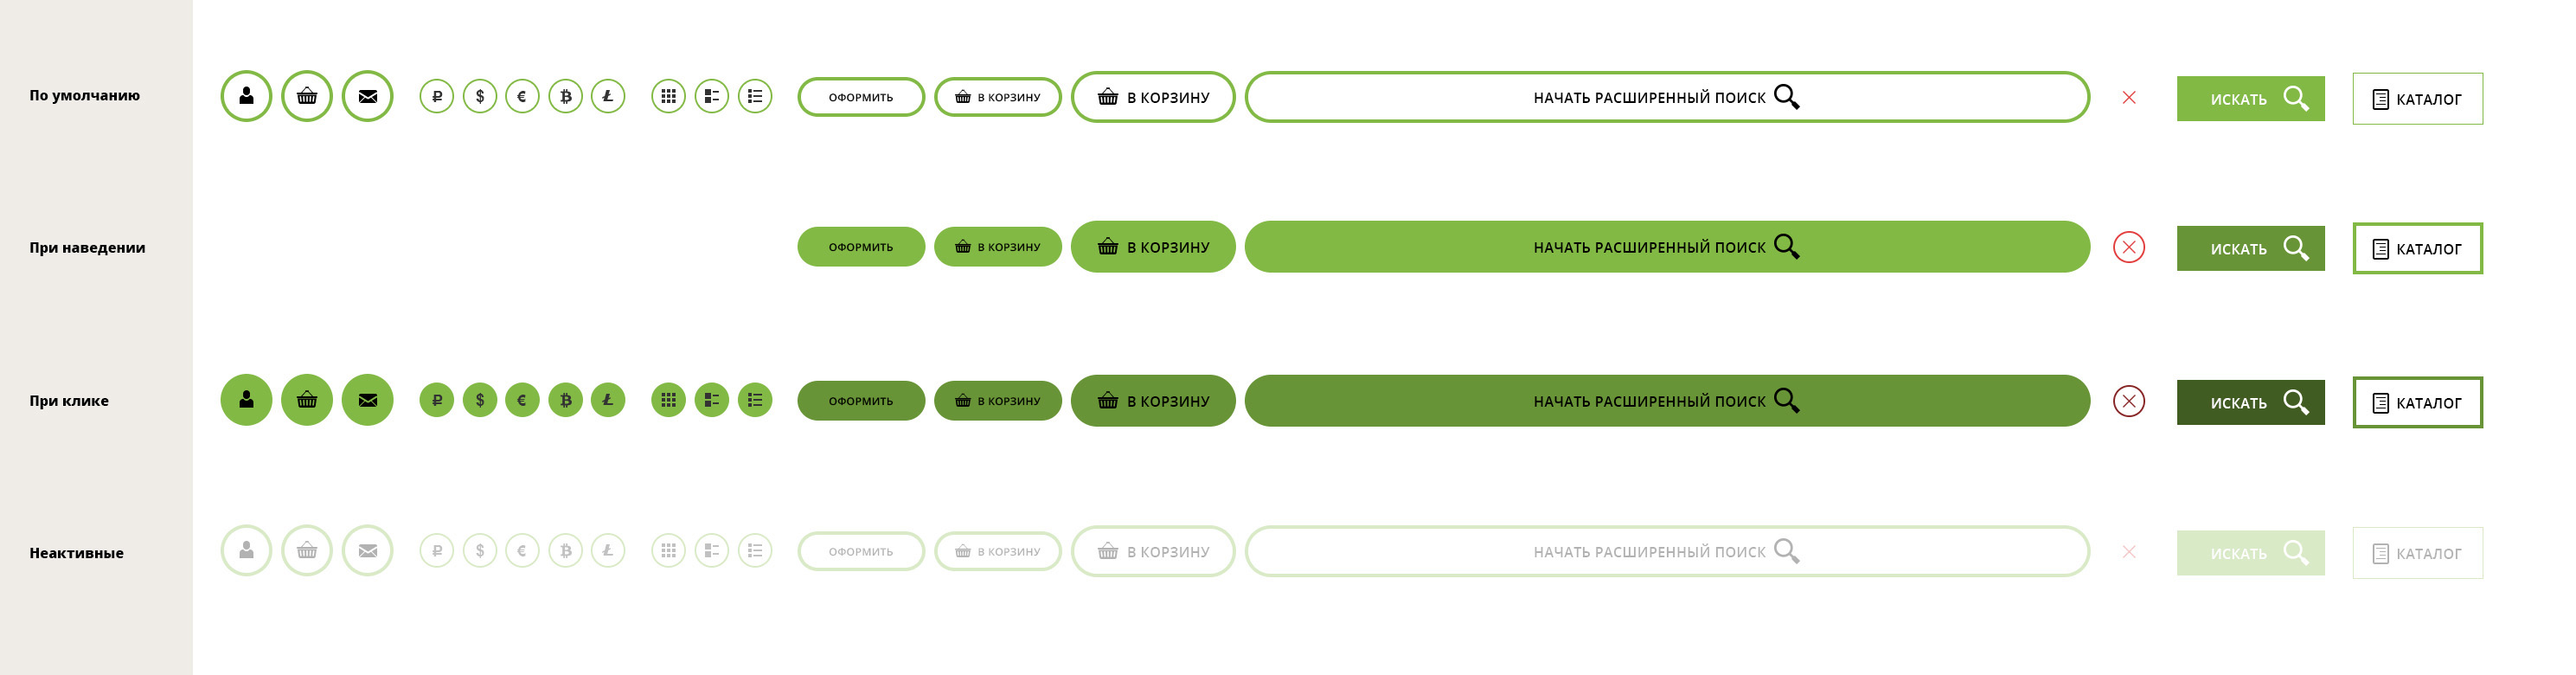 По умолчанию
ОФОРМИТЬ
В КОРЗИНУ
В КОРЗИНУ
НАЧАТЬ РАСШИРЕННЫЙ ПОИСК
ИСКАТЬ
КАТАЛОГ
При наведении
ОФОРМИТЬ
В КОРЗИНУ
В КОРЗИНУ
НАЧАТЬ РАСШИРЕННЫЙ ПОИСК
ИСКАТЬ
КАТАЛОГ
При клике
ОФОРМИТЬ
В КОРЗИНУ
В КОРЗИНУ
НАЧАТЬ РАСШИРЕННЫЙ ПОИСК
ИСКАТЬ
КАТАЛОГ
Неактивные
ОФОРМИТЬ
В КОРЗИНУ
В КОРЗИНУ
НАЧАТЬ РАСШИРЕННЫЙ ПОИСК
ИСКАТЬ
КАТАЛОГ